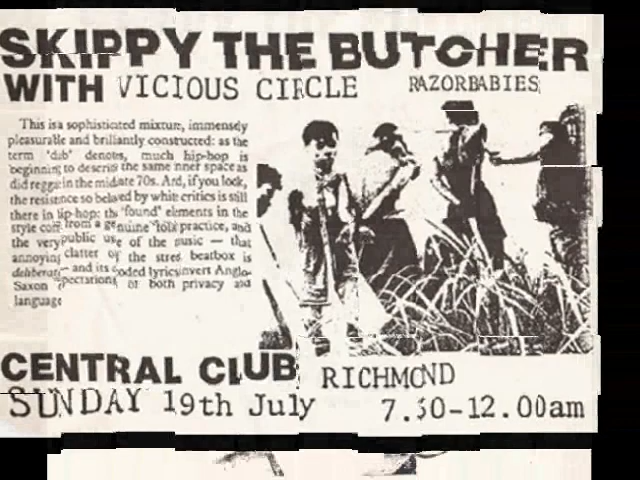 SKIPPY THE BUTCHER
WITH VICIOUS CIRCLE RAZORBABIES
This is a sophisticated mixture, immensely
pleasurable and brilliantly constructed: as the
term 'dub' denotes, much hip-hop is
beginning to describe the same inner space as
did reggae in the mid/late 70s. And, if you look,
the resistence so beloved by white critics is still
there in hip-hop: the 'found' elements in the
style come from a genuine 'folk' practice, and
the very public use of the music — that
annoying clatter of the street beatbox is
deliberate — and its coded lyrics invert Anglo-
Saxon expectations of both privacy and
language
CENTRAL CLUB RICHMOND
SUNDAY 19th July 7.30-12.00am